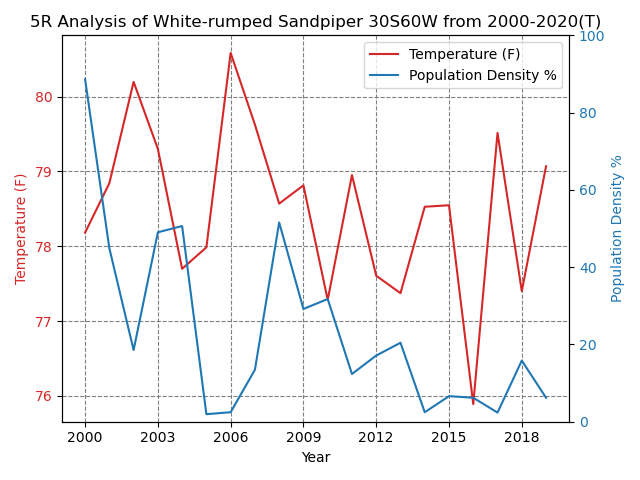 5R Analysis of White-rumped Sandpiper 30S60W from 2000-2020(T)
Temperature (F)
Population Density %
Temperature (F)
80
79
78
77
76
100
80
60
40
20
0
Population Density %
2000 2003 2006 2009 2012 2015 2018
Year